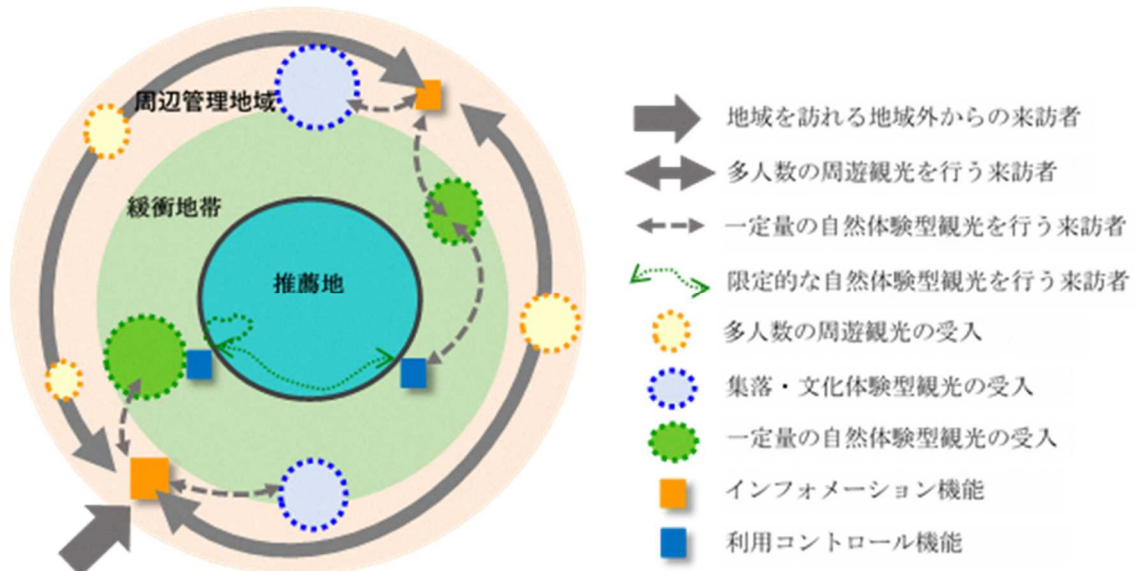 周辺管理地域
緩衝地帯
推薦地
地域を訪れる地域外からの来訪者
多人数の周遊観光を行う来訪者
一定量の自然体験型観光を行う来訪者
限定的な自然体験型観光を行う来訪者
多人数の周遊観光の受入
集落・文化体験型観光の受入
一定量の自然体験型観光の受入
インフォメーション機能
利用コントロール機能